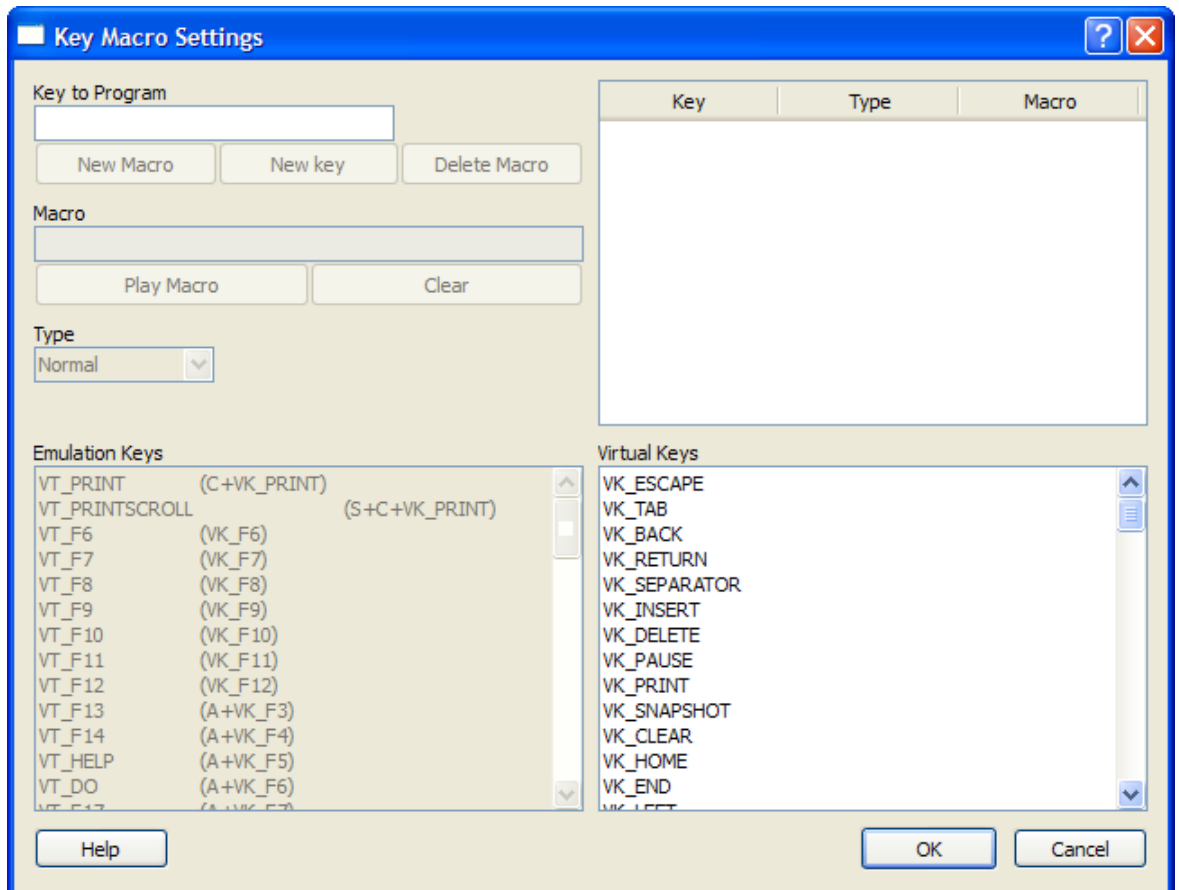 Key Macro Settings
Key to Program
New Macro New key Delete Macro
Macro
Play Macro Clear
Type
Normal
Key Type Macro
Emulation Keys
VT_PRINT (C+VK_PRINT)
VT_PRINTSCROLL (S+C+VK_PRINT)
VT_F6 (VK_F6)
VT_F7 (VK_F7)
VT_F8 (VK_F8)
VT_F9 (VK_F9)
VT_F10 (VK_F10)
VT_F11 (VK_F11)
VT_F12 (VK_F12)
VT_F13 (A+VK_F3)
VT_F14 (A+VK_F4)
VT_HELP (A+VK_F5)
VT_DO (A+VK_F6)
VT_F17 (A+VK_F7)
Virtual Keys
VK_ESCAPE
VK_TAB
VK_BACK
VK_RETURN
VK_SEPARATOR
VK_INSERT
VK_DELETE
VK_PAUSE
VK_PRINT
VK_SNAPSHOT
VK_CLEAR
VK_HOME
VK_END
VK_LEFT
Help OK Cancel